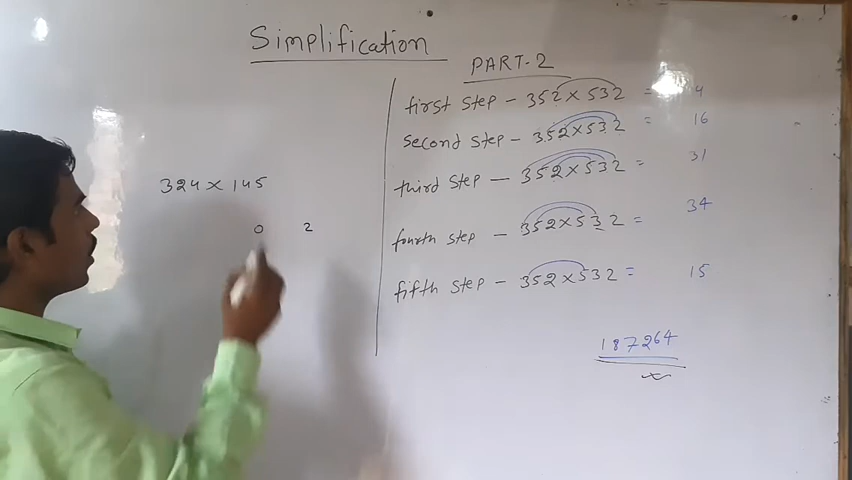 Simplification
PART-2
324 x 145
0 2
first step - 352 x 532 = 4
second step - 352 x 532 = 16
third step - 352 x 532 = 31
fourth step - 352 x 532 = 34
fifth step - 352 x 532 = 15
187264